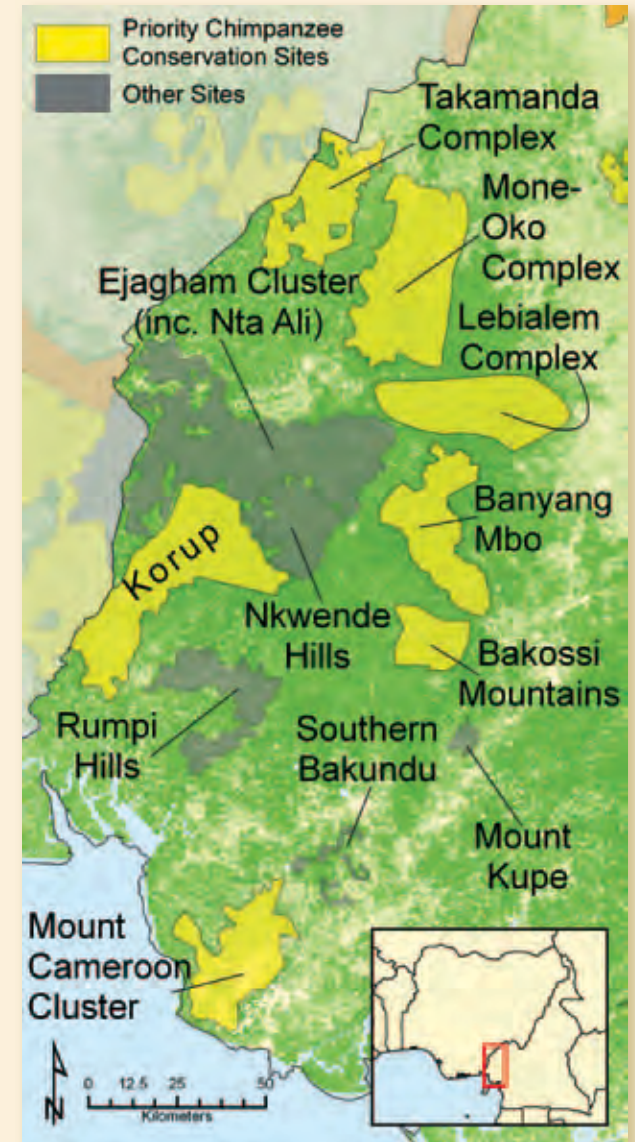 Priority Chimpanzee
Conservation Sites
Other Sites
Takamanda
Complex
Mone-
Oko
Complex
Ejagham Cluster
(inc. Nta Ali)
Lebialem
Complex
Korup
Banyang
Mbo
Nkwende
Hills
Bakossi
Mountains
Rumpi
Hills
Southern
Bakundu
Mount
Kupe
Mount
Cameroon
Cluster
N
0 12.5 25 50
Kilometers